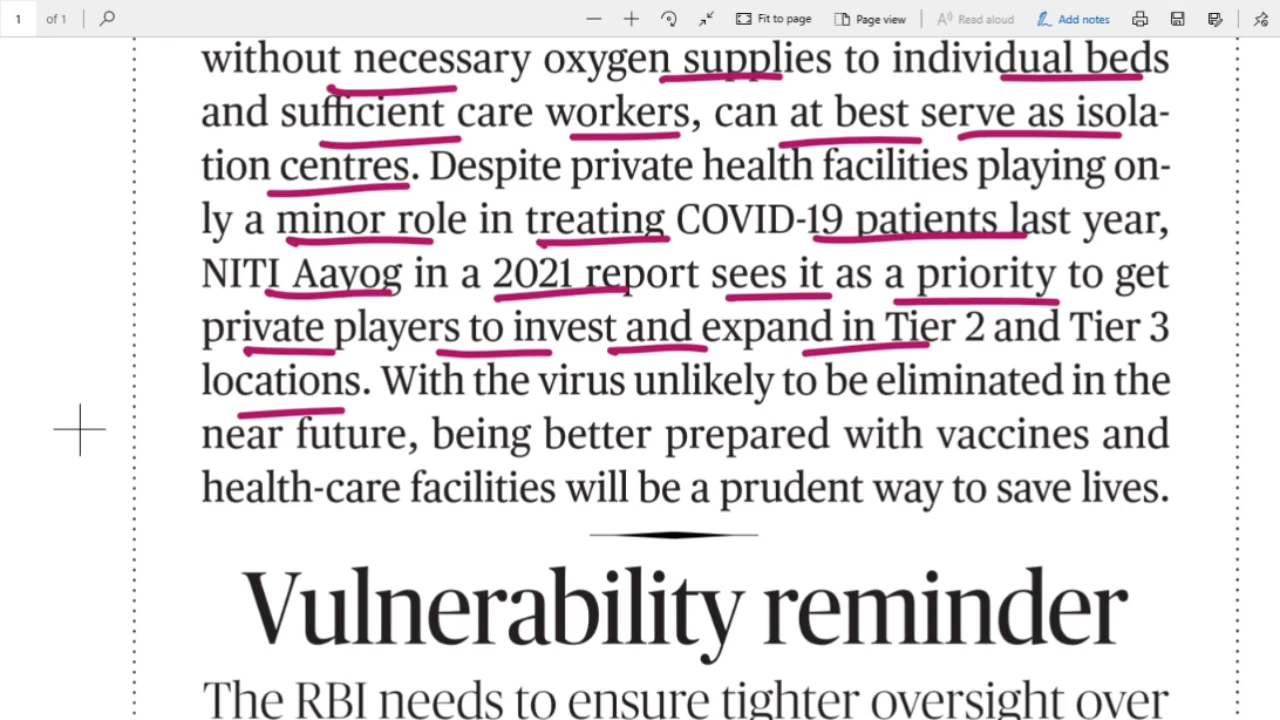 1 of 1 Fit to page Page view Read aloud Add notes
without necessary oxygen supplies to individual beds
and sufficient care workers, can at best serve as isola-
tion centres. Despite private health facilities playing on-
ly a minor role in treating COVID-19 patients last year,
NITI Aayog in a 2021 report sees it as a priority to get
private players to invest and expand in Tier 2 and Tier 3
locations. With the virus unlikely to be eliminated in the
near future, being better prepared with vaccines and
health-care facilities will be a prudent way to save lives.
Vulnerability reminder
The RBI needs to ensure tighter oversight over